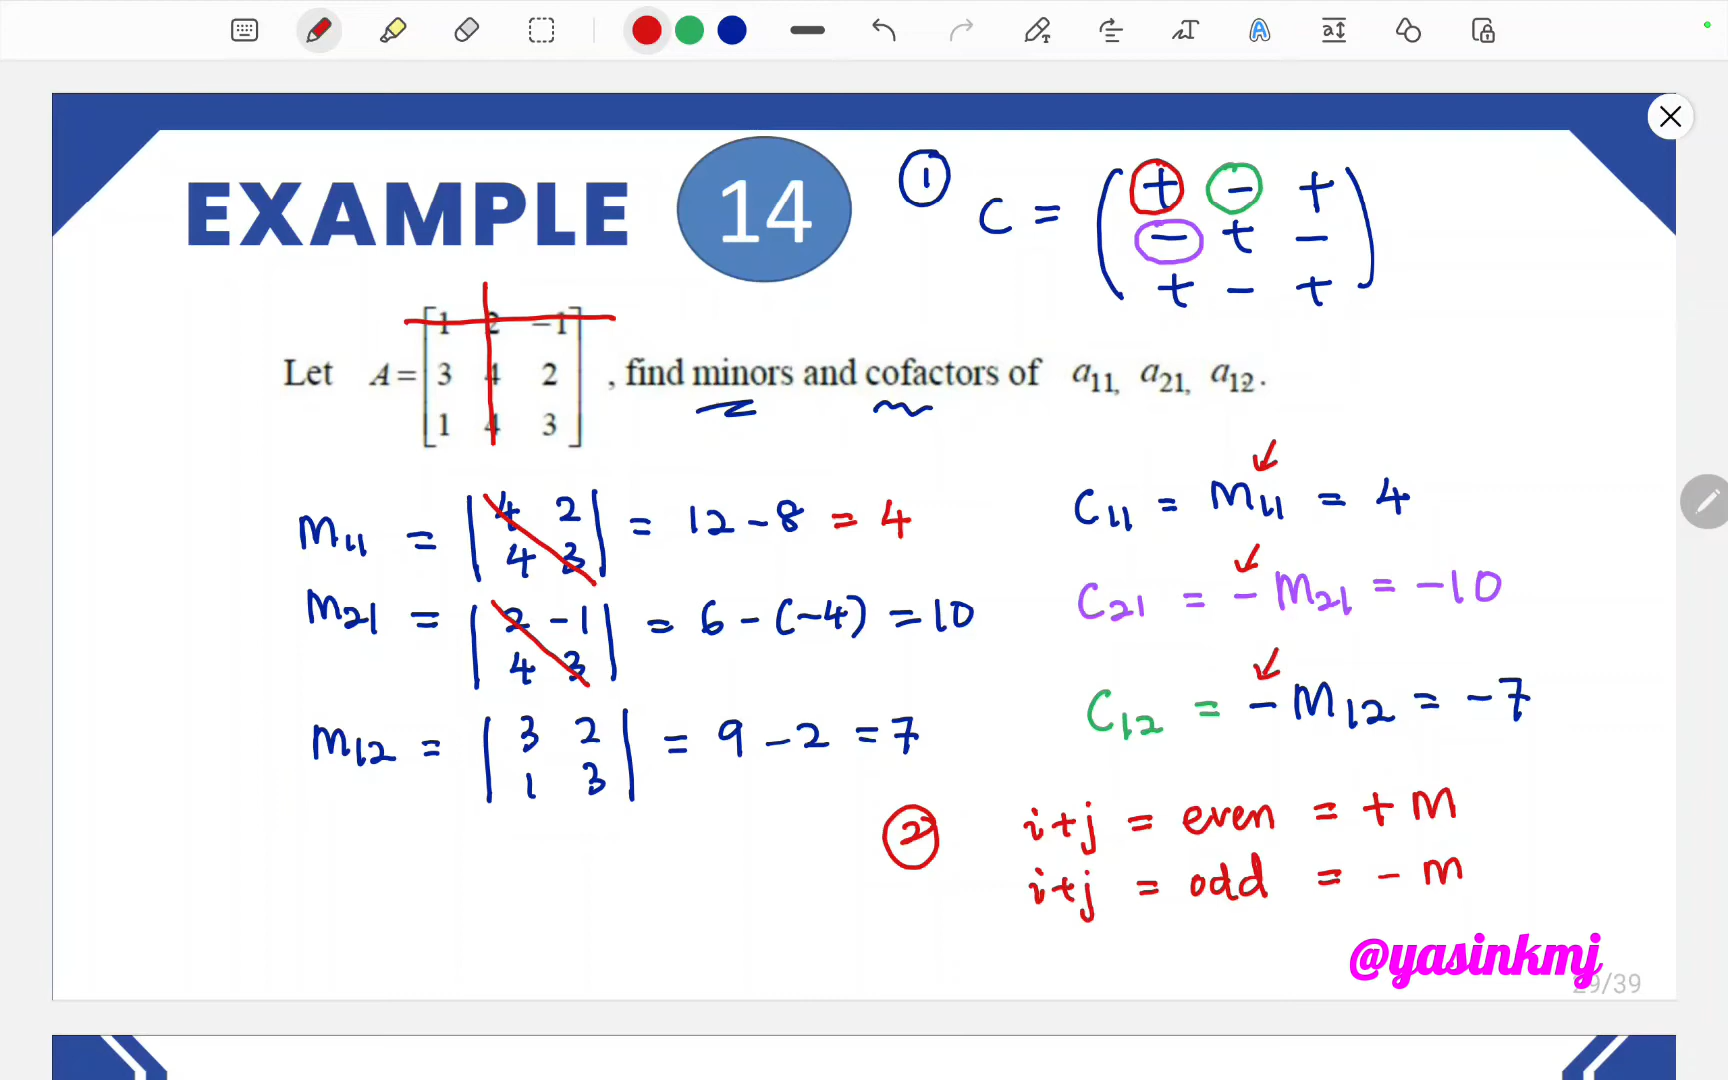 EXAMPLE 14
① C = ( + - +
- + -
+ - + )
Let A = [ 1 2 -1
3 4 2
1 4 3 ] , find minors and cofactors of a11, a21, a12.
M11 = | 4 2
4 3 | = 12 - 8 = 4
C11 = M11 = 4
M21 = | 2 -1
4 3 | = 6 - (-4) = 10
C21 = - M21 = -10
M12 = | 3 2
1 3 | = 9 - 2 = 7
C12 = - M12 = -7
② i+j = even = + M
i+j = odd = - M
@yasinkmj
29/39